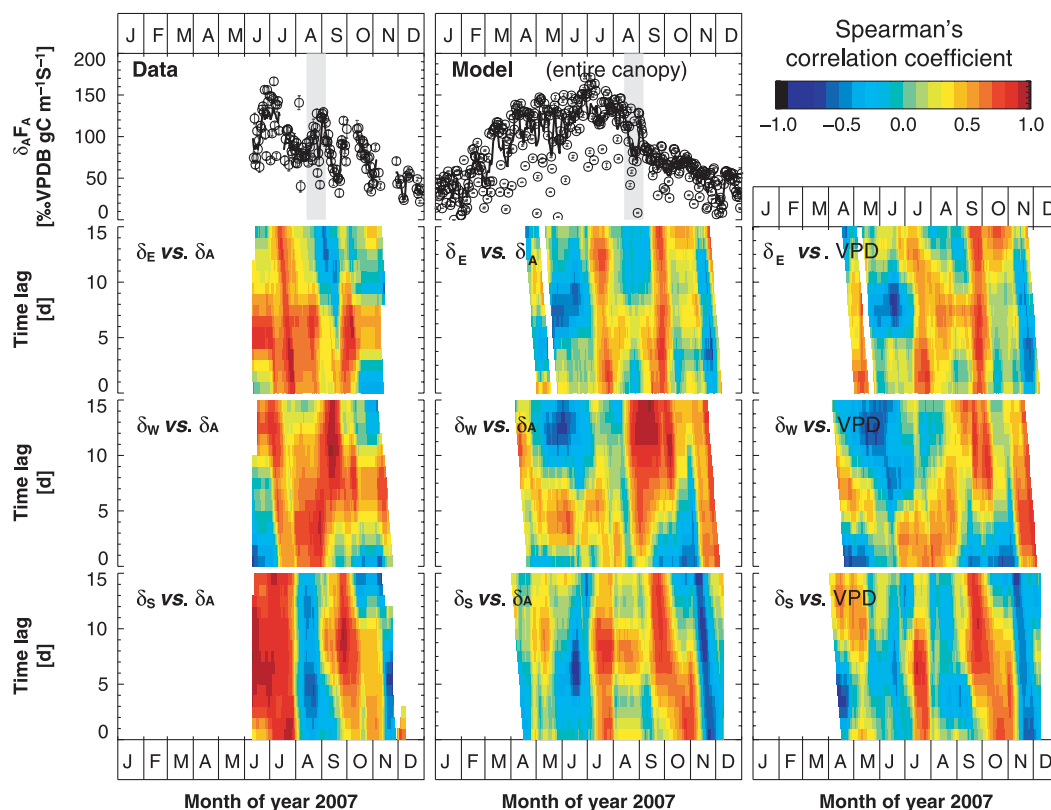 J F M A M J J A S O N D
J F M A M J J A S O N D
Spearman's
correlation coefficient
−1.0 −0.5 0.0 0.5 1.0
δAFA
[‰VPDB gC m−1S−1]
200
150
100
50
0
Data
Model (entire canopy)
J F M A M J J A S O N D
Time lag
[d]
15
10
5
0
δE vs. δA
δE vs. δA
δE vs. VPD
Time lag
[d]
15
10
5
0
δW vs. δA
δW vs. δA
δW vs. VPD
Time lag
[d]
15
10
5
0
δS vs. δA
δS vs. δA
δS vs. VPD
J F M A M J J A S O N D
J F M A M J J A S O N D
J F M A M J J A S O N D
Month of year 2007
Month of year 2007
Month of year 2007